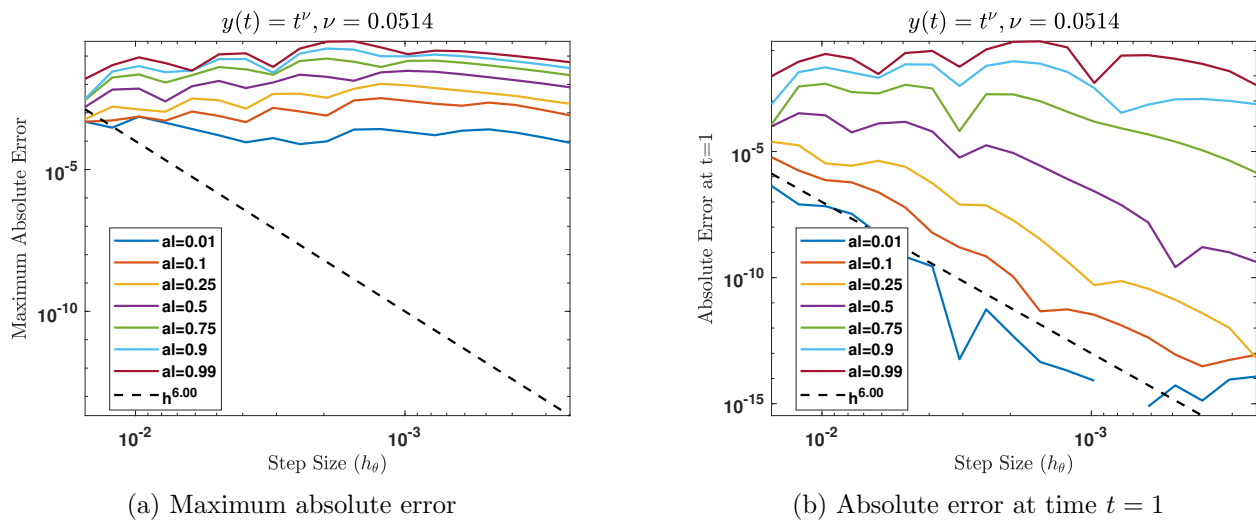 y(t) = t^ν, ν = 0.0514
Maximum Absolute Error
10^-5
10^-10
al=0.01
al=0.1
al=0.25
al=0.5
al=0.75
al=0.9
al=0.99
h^6.00
10^-2
10^-3
Step Size (h_θ)
(a) Maximum absolute error
y(t) = t^ν, ν = 0.0514
Absolute Error at t=1
10^-5
10^-10
10^-15
al=0.01
al=0.1
al=0.25
al=0.5
al=0.75
al=0.9
al=0.99
h^6.00
10^-2
10^-3
Step Size (h_θ)
(b) Absolute error at time t = 1